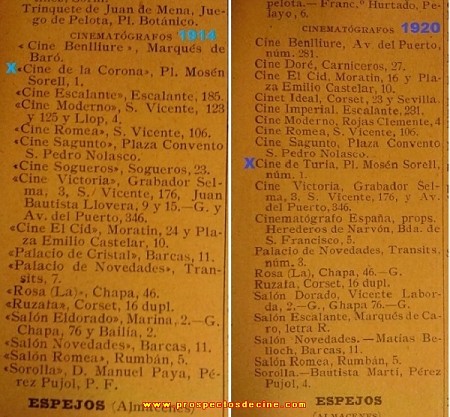 Trinquete de Juan de Mena, Jue-
go de Pelota, Pl. Botánico.
CINEMATÓGRAFOS 1914
«Cine Benlliure», Marqués de
Baró.
X «Cine de la Corona», Pl. Mosén
Sorell, 1.
«Cine Escalante», Escalante, 185.
«Cine Moderno», S. Vicente, 123
y 125 y Llop, 4.
«Cine Romea», S. Vicente, 106.
«Cine Sagunto», Plaza Convento
S. Pedro Nolasco.
«Cine Sogueros», Sogueros, 23.
«Cine Victoria», Grabador Sel-
ma, 3, S. Vicente, 176, Juan
Bautista Llovera, 9 y 15.—G. y
Av. del Puerto, 346.
«Cine El Cid», Moratin, 24 y Pla-
za Emilio Castelar, 10.
«Palacio de Cristal», Barcas, 11.
«Palacio de Novedades», Tran-
sits, 7.
«Rosa (La)», Chapa, 46.
«Ruzafa», Corset, 16 dupl.
«Salón Eldorado», Marina, 2.—G.
Chapa, 76 y Bailía, 2.
«Salón Novedades», Barcas, 11.
«Salón Romea», Rumbán, 5.
«Sorolla», D. Manuel Paya, Pé-
rez Pujol, P. F.
ESPEJOS (Almacenes)
pelota.—Franc.º Hurtado, Pe-
layo, 6.
CINEMATÓGRAFOS 1920
Cine Benlliure, Av del Puerto,
núm. 281.
Cine Doré, Carniceros, 27.
Cine El Cid, Moratin, 16 y Pla-
za Emilio Castelar, 10.
Cinet Ideal, Corset, 23 y Sevilla.
Cine Imperial, Escalante, 231.
Cine Moderno, Rojas Clemente, 4
Cine Romea, S. Vicente, 106.
Cine Sagunto, Plaza Convento
S. Pedro Nolasco.
X Cine de Turia, Pl. Mosén Sorell,
núm. 1.
Cine Victoria, Grabador Sel-
ma, 3, S. Vicente, 176, y Av.
del Puerto, 346.
Cinematógrafo España, props.
Herederos de Narvón, Bda. de
S. Francisco, 5.
Palacio de Novedades, Transits,
núm. 3.
Rosa (La), Chapa, 46.—G.
Ruzafa, Corset, 16 dupl.
Salón Dorado, Vicente Labor-
da, 2.—G., Chapa 76.—G.
Salón Escalante, Marqués de Ca-
ro, letra R.
Salón Novedades.—Matías Be-
lloch, Barcas, 11.
Salón Romea, Rumbán, 5.
Sorolla.—Bautista Martí, Pérez
Pujol, 4.
ESPEJOS
www.prospectosdecine.com